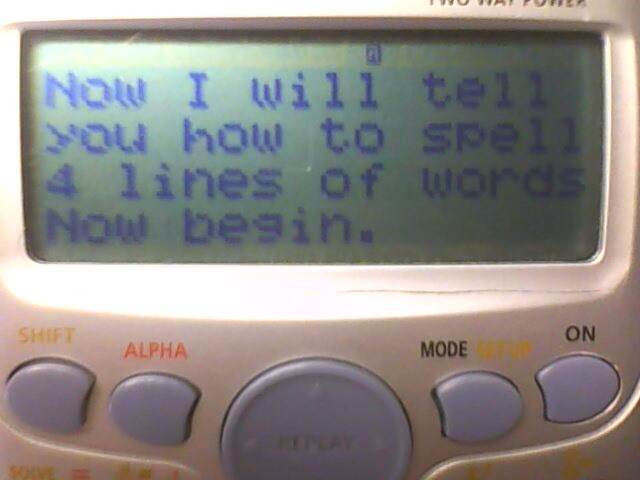 TWO WAY POWER
Now I will tell
you how to spell
4 lines of words
Now begin.
SHIFT
ALPHA
MODE SETUP
ON
REPLAY
SOLVE =